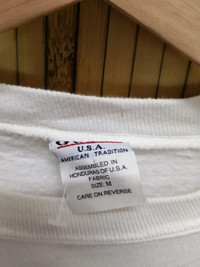 U.S.A.
AMERICAN TRADITION
ASSEMBLED IN
HONDURAS OF U.S.A.
FABRIC
SIZE: M
CARE ON REVERSE